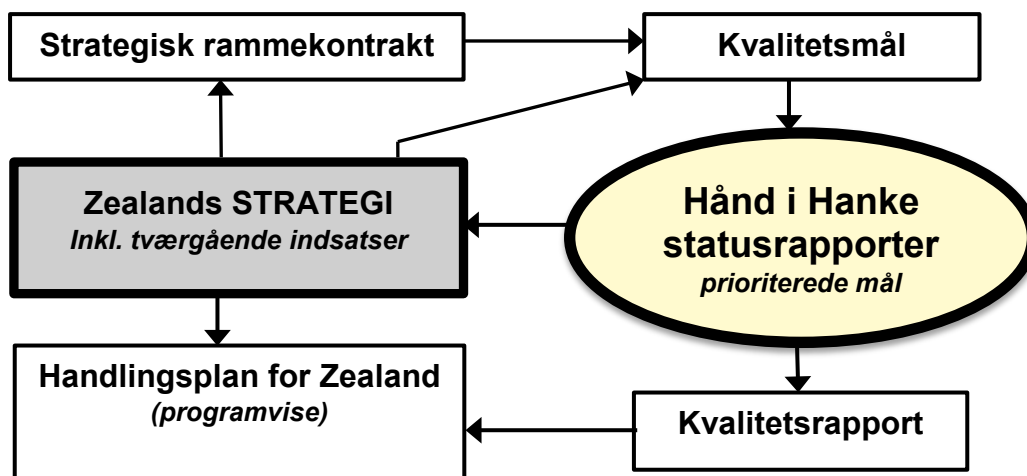 Strategisk rammekontrakt
Kvalitetsmål
Zealands STRATEGI
Inkl. tværgående indsatser
Hånd i Hanke
statusrapporter
prioriterede mål
Handlingsplan for Zealand
(programvise)
Kvalitetsrapport